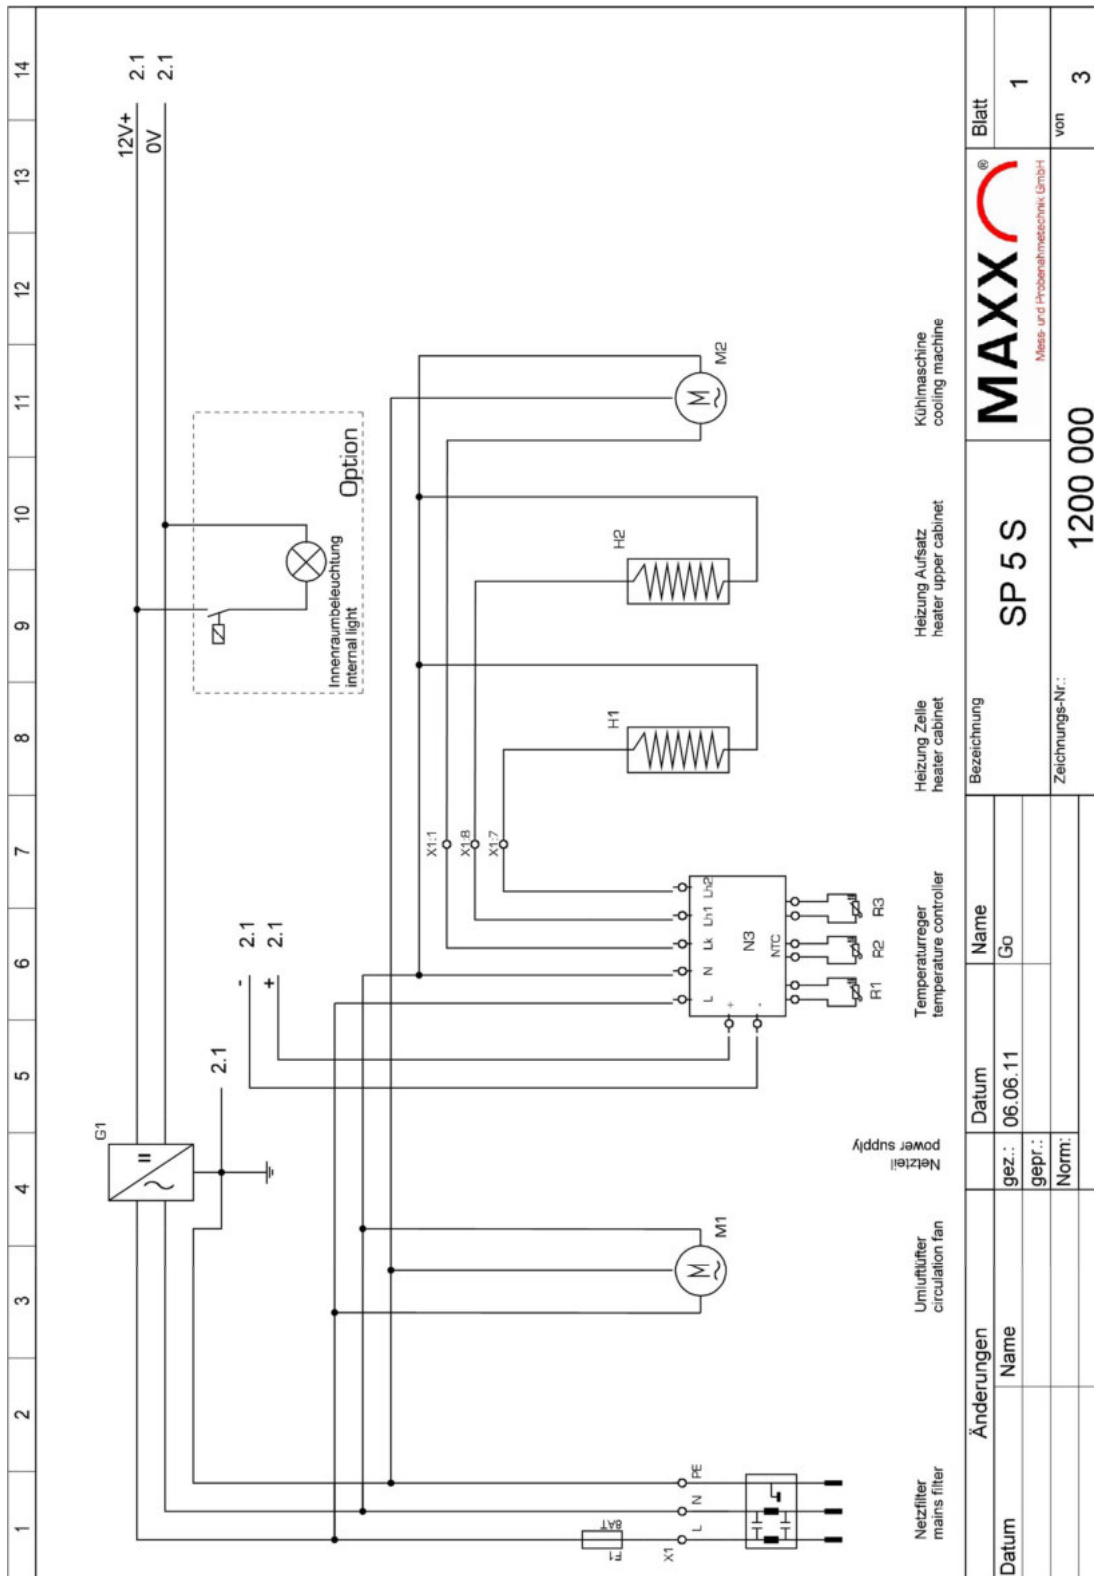 1 2 3 4 5 6 7 8 9 10 11 12 13 14
12V+ 2.1
0V 2.1
G1
2.1
- 2.1
+ 2.1
Innenraumbeleuchtung
internal light
Option
X1:1
X1:8
X1:7
H1
H2
M
M2
M
M1
F1
8AT
X1
L
N
PE
L N Lk Lh1 Lh2
+
-
N3
NTC
R1 R2 R3
Netzfilter
mains filter
Umluftlüfter
circulation fan
Netzteil
power supply
Temperaturreger
temperature controller
Heizung Zelle
heater cabinet
Heizung Aufsatz
heater upper cabinet
Kühlmaschine
cooling machine
Änderungen
Datum Name
Datum Name
gez.: 06.06.11 Go
gepr.:
Norm:
Bezeichnung
SP 5 S
Zeichnungs-Nr.:
1200 000
MAXX ®
Mess- und Probenahmetechnik GmbH
Blatt
1
von
3